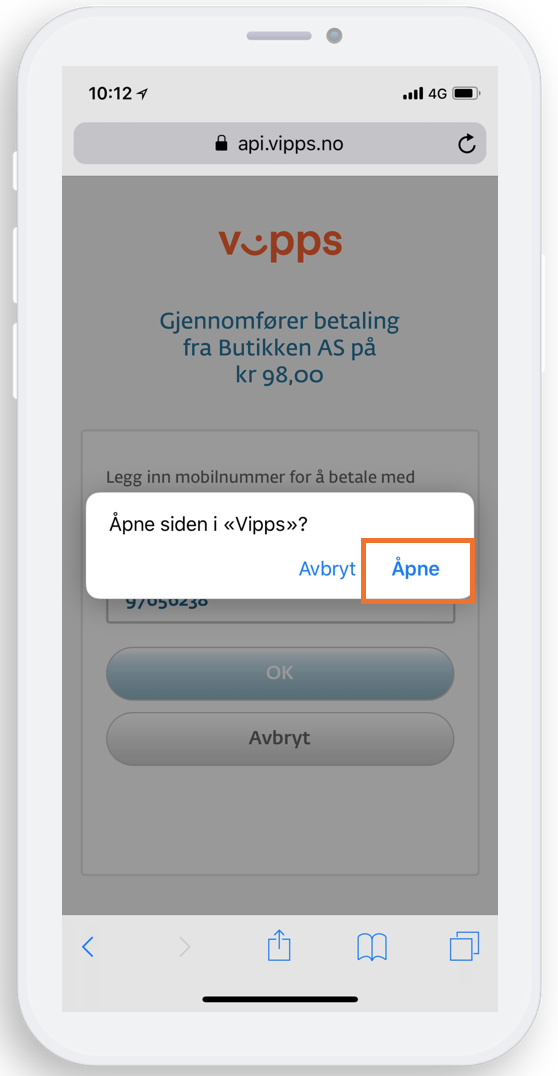 10:12
4G
api.vipps.no
vipps
Gjennomfører betaling
fra Butikken AS på
kr 98,00
Legg inn mobilnummer for å betale med
Åpne siden i «Vipps»?
Avbryt Åpne
OK
Avbryt